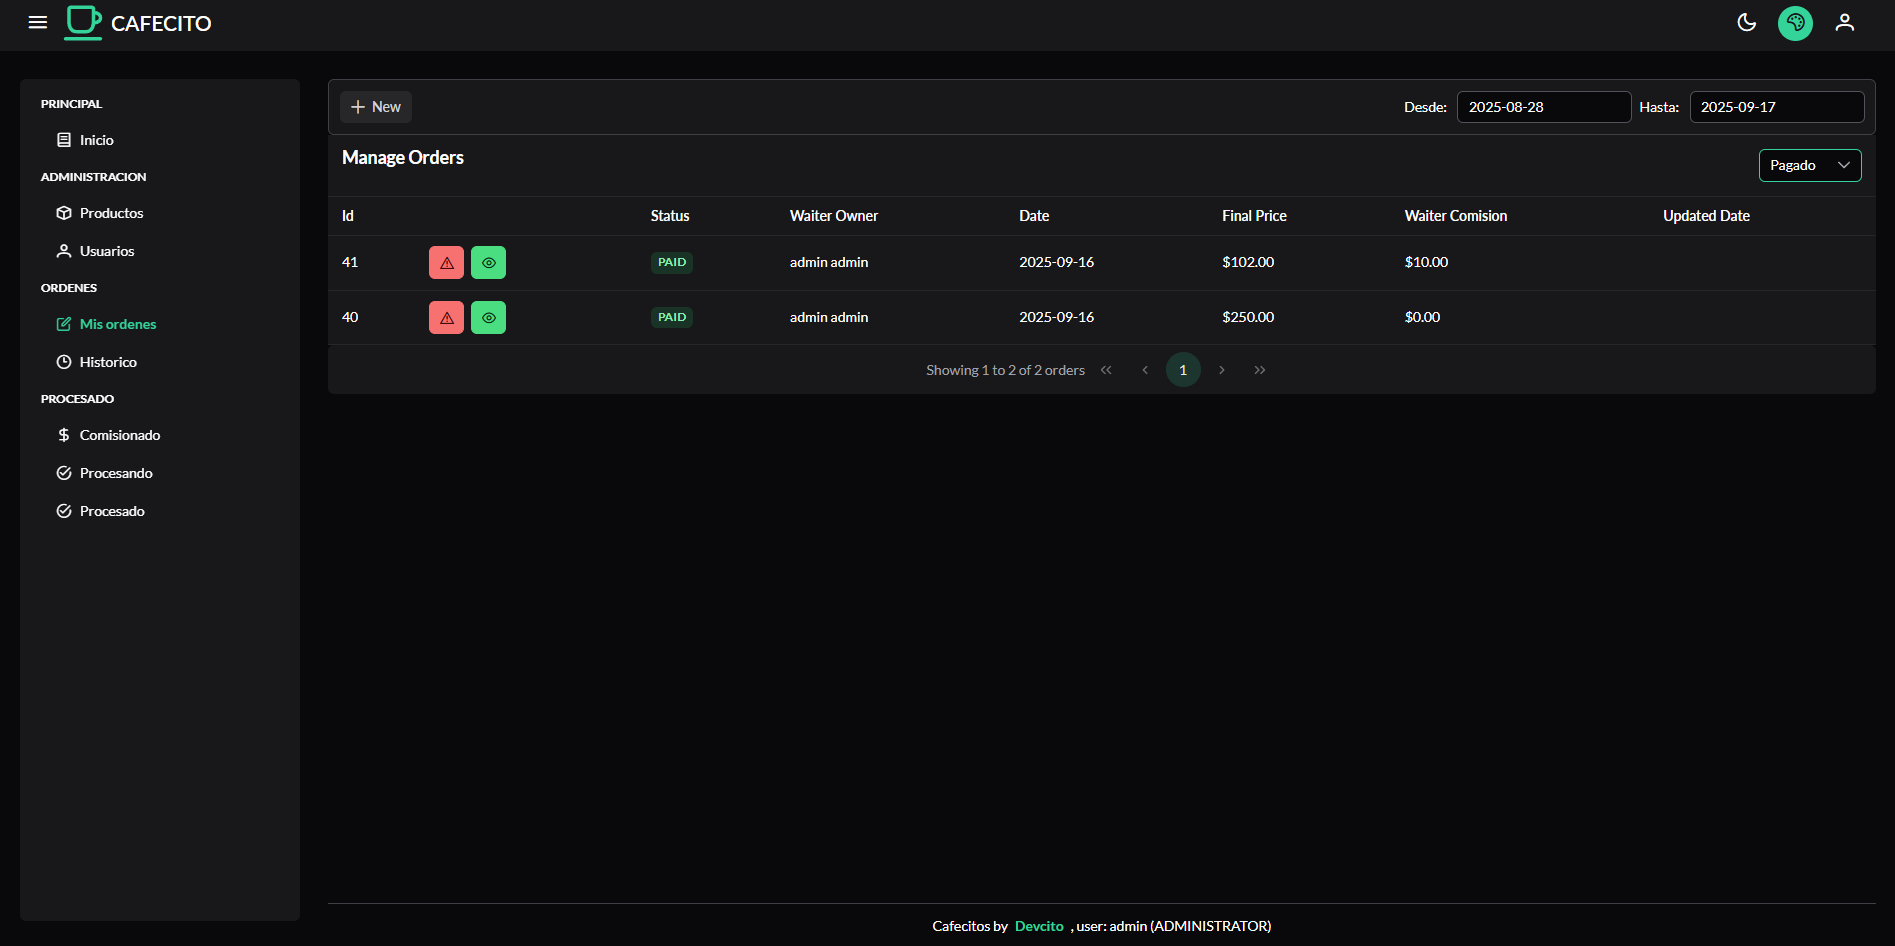 CAFECITO
PRINCIPAL
Inicio
ADMINISTRACION
Productos
Usuarios
ORDENES
Mis ordenes
Historico
PROCESADO
Comisionado
Procesando
Procesado
New
Desde: 2025-08-28 Hasta: 2025-09-17
Manage Orders
Pagado
Id Status Waiter Owner Date Final Price Waiter Comision Updated Date
41 PAID admin admin 2025-09-16 $102.00 $10.00
40 PAID admin admin 2025-09-16 $250.00 $0.00
Showing 1 to 2 of 2 orders 1
Cafecitos by Devcito , user: admin (ADMINISTRATOR)